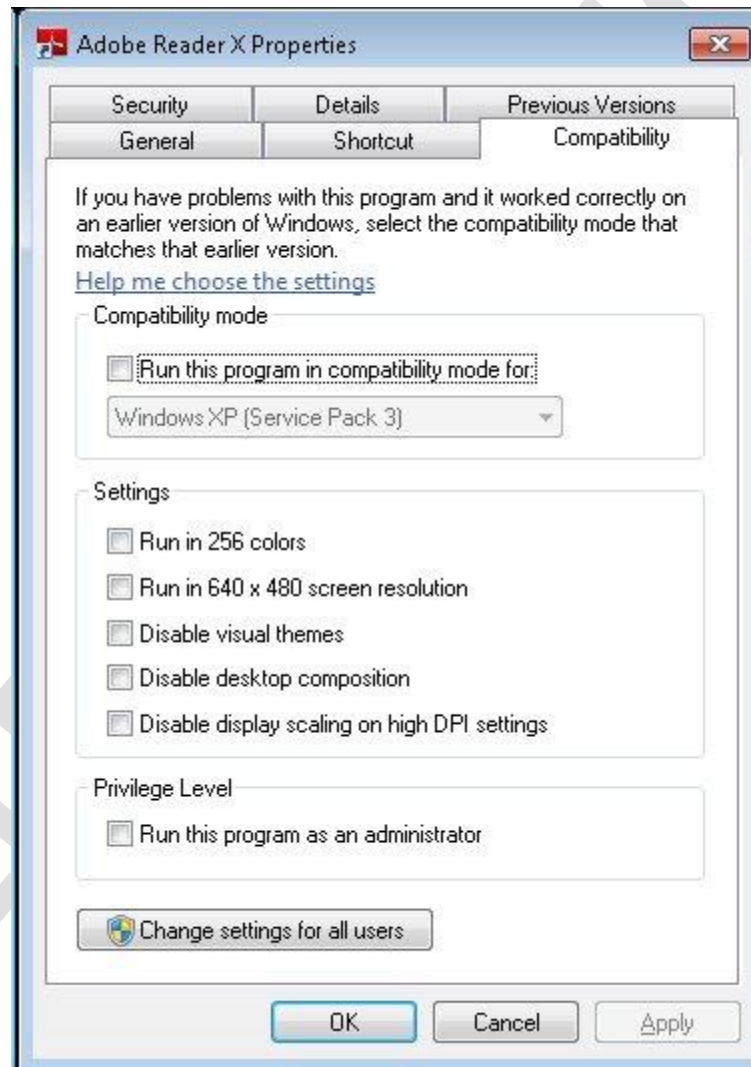 Adobe Reader X Properties
Security Details Previous Versions
General Shortcut Compatibility
If you have problems with this program and it worked correctly on
an earlier version of Windows, select the compatibility mode that
matches that earlier version.
Help me choose the settings
Compatibility mode
Run this program in compatibility mode for:
Windows XP (Service Pack 3)
Settings
Run in 256 colors
Run in 640 x 480 screen resolution
Disable visual themes
Disable desktop composition
Disable display scaling on high DPI settings
Privilege Level
Run this program as an administrator
Change settings for all users
OK Cancel Apply